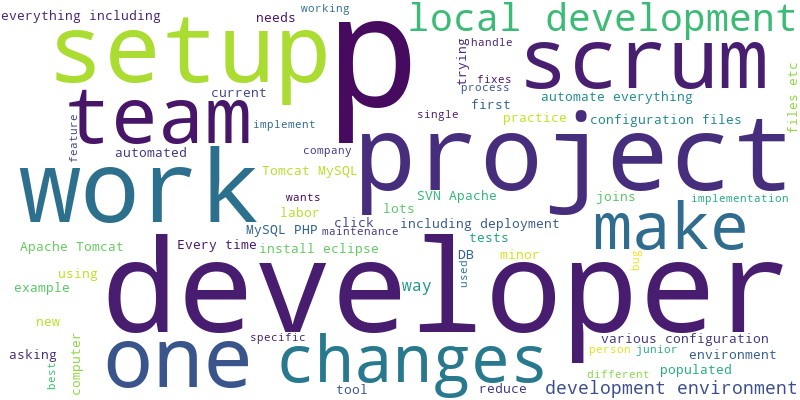 everything including
working
needs
local development
setup
p
scrum
trying
handle
current
fixes
process
first
automate everything
files etc
team
feature
implement
single
practice
configuration files
automated
company
project
work
Tomcat MySQL
wants
labor
SVN Apache
lots
joins
implementation
make
click
including deployment
MySQL PHP
maintenance
tests
Apache Tomcat
Every time
install eclipse
DB
minor
bug
developer
using
used
way
example
new
one
changes
specific
various configuration
person
junior
environment
asking
best
computer
populated
different
tool
reduce
development environment